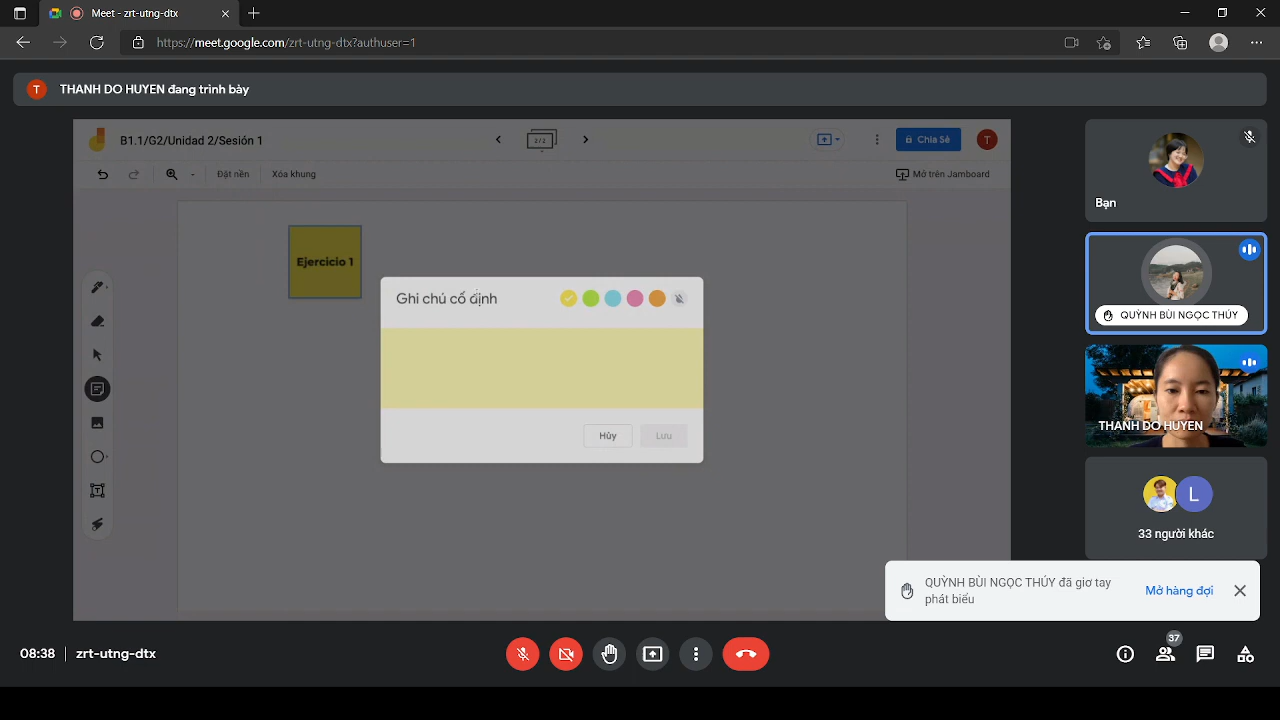 Meet - zrt-utng-dtx
https://meet.google.com/zrt-utng-dtx?authuser=1
T
THANH DO HUYEN đang trình bày
B1.1/G2/Unidad 2/Sesión 1
2/2
Chia Sẻ
T
Đặt nền
Xóa khung
Mở trên Jamboard
Ejercicio 1
Ghi chú cố định
Hủy
Lưu
Bạn
QUỲNH BÙI NGỌC THÚY
THANH DO HUYEN
L
33 người khác
QUỲNH BÙI NGỌC THÚY đã giơ tay
phát biểu
Mở hàng đợi
08:38
zrt-utng-dtx
37